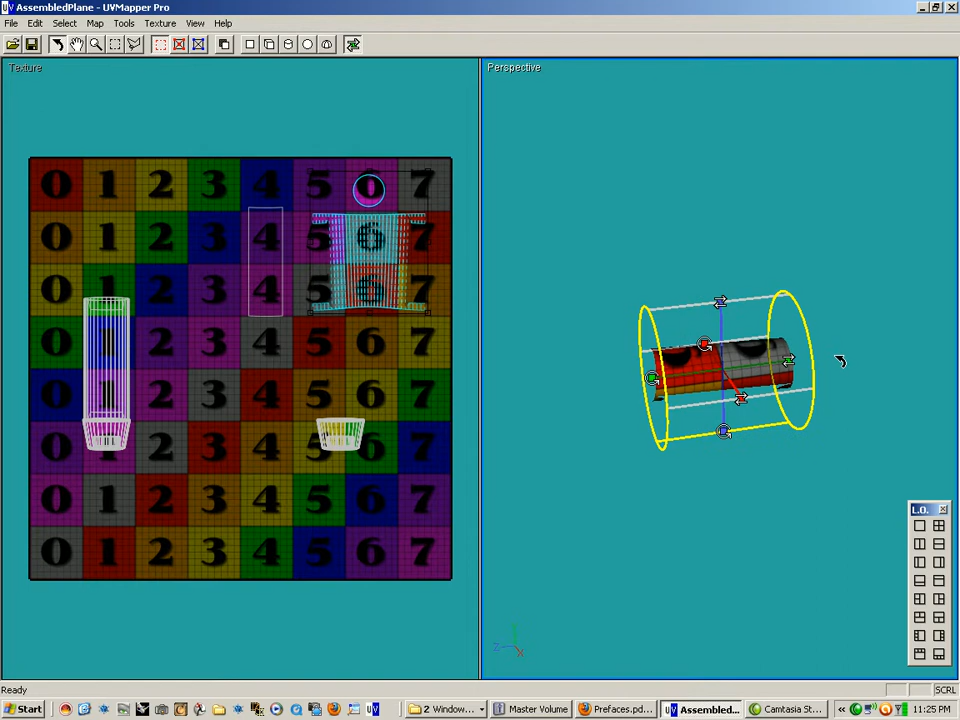 AssembledPlane - UVMapper Pro
File Edit Select Map Tools Texture View Help
Texture
Perspective
0 1 2 3 4 5 6 7
0 1 2 3 4 5 6 7
0 1 2 3 4 5 6 7
0 1 2 3 4 5 6 7
0 1 2 3 4 5 6 7
0 1 2 3 4 5 6 7
0 1 2 3 4 5 6 7
0 1 2 3 4 5 6 7
L.O.
Z X
Ready
SCRL
Start
2 Window...
Master Volume
Prefaces.pd...
Assembled...
Camtasia St...
11:25 PM